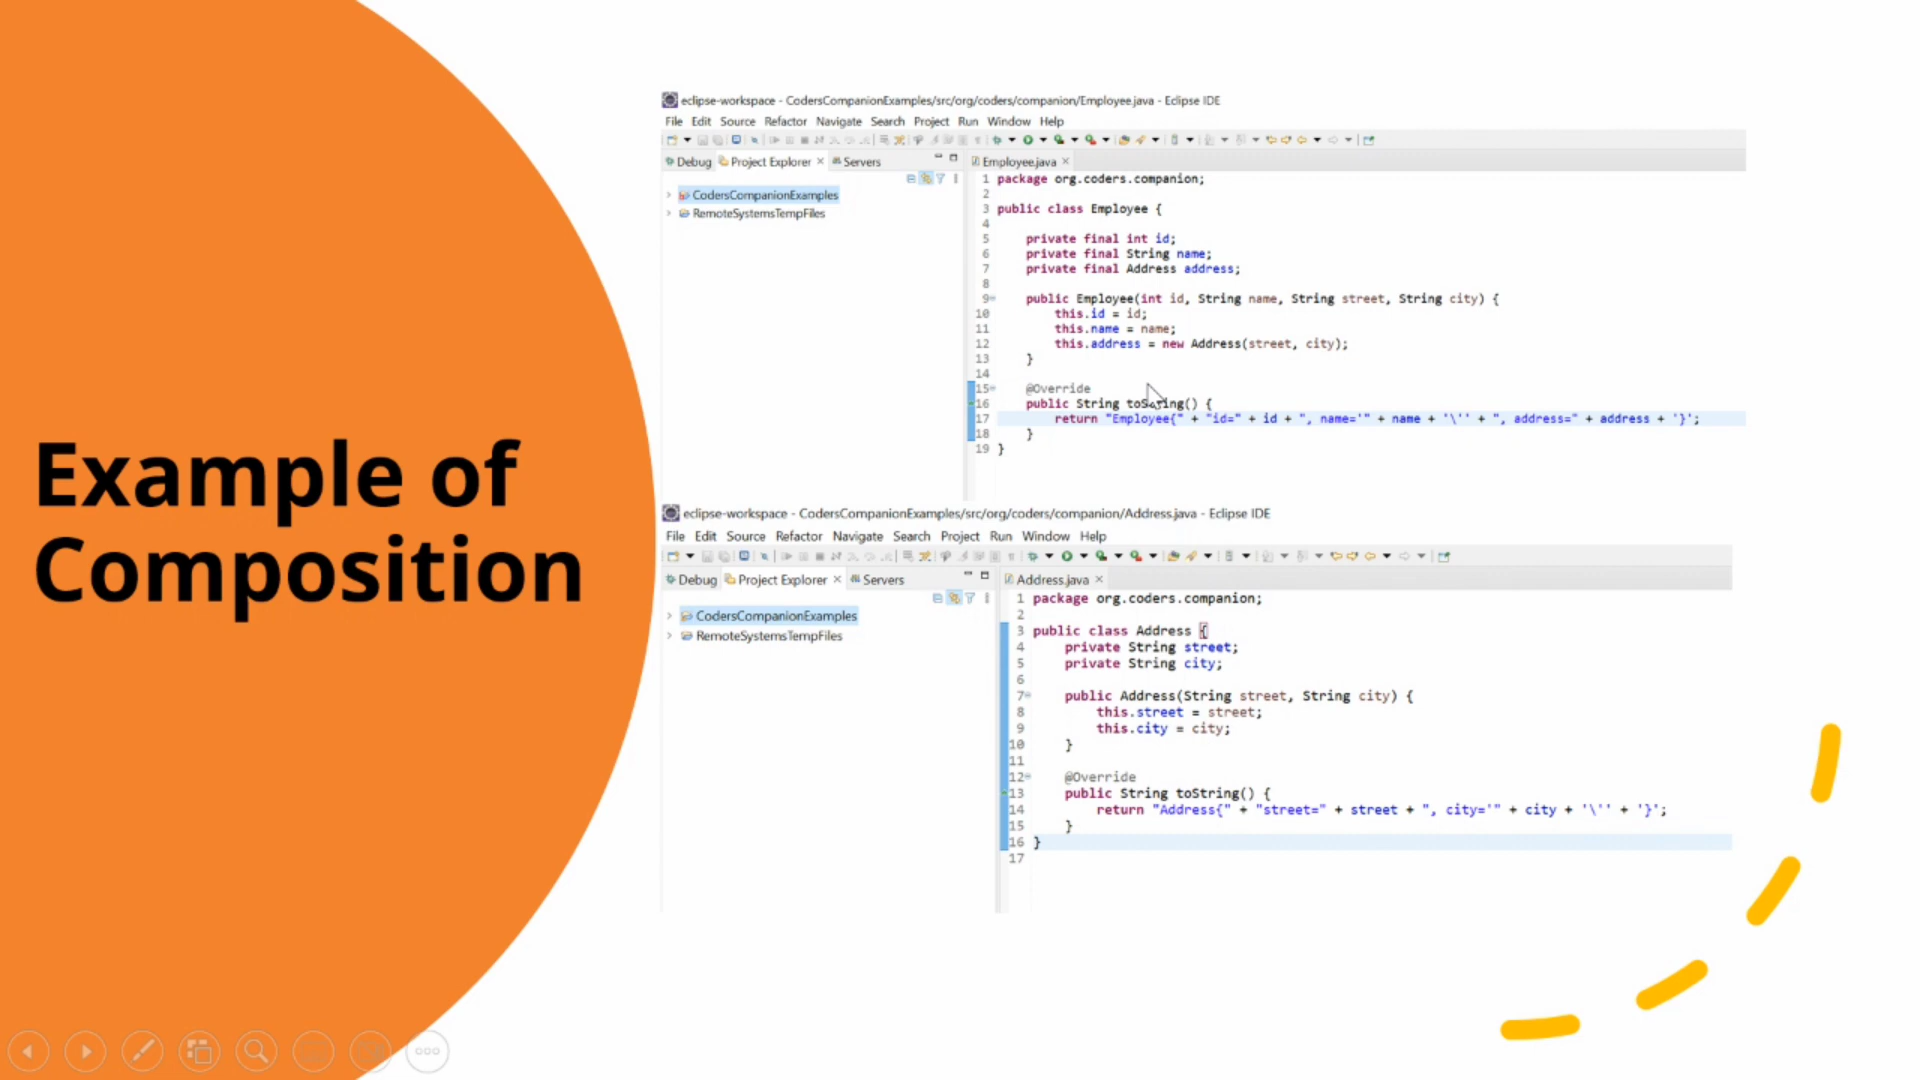 Example of
Composition
eclipse-workspace - CodersCompanionExamples/src/org/coders/companion/Employee.java - Eclipse IDE
File Edit Source Refactor Navigate Search Project Run Window Help
Debug Project Explorer × Servers
CodersCompanionExamples
RemoteSystemsTempFiles
Employee.java ×
1 package org.coders.companion;
2
3 public class Employee {
4
5 private final int id;
6 private final String name;
7 private final Address address;
8
9 public Employee(int id, String name, String street, String city) {
10 this.id = id;
11 this.name = name;
12 this.address = new Address(street, city);
13 }
14
15 @Override
16 public String toString() {
17 return "Employee{" + "id=" + id + ", name='" + name + '\'' + ", address=" + address + '}';
18 }
19 }
eclipse-workspace - CodersCompanionExamples/src/org/coders/companion/Address.java - Eclipse IDE
File Edit Source Refactor Navigate Search Project Run Window Help
Debug Project Explorer × Servers
CodersCompanionExamples
RemoteSystemsTempFiles
Address.java ×
1 package org.coders.companion;
2
3 public class Address {
4 private String street;
5 private String city;
6
7 public Address(String street, String city) {
8 this.street = street;
9 this.city = city;
10 }
11
12 @Override
13 public String toString() {
14 return "Address{" + "street=" + street + ", city='" + city + '\'' + '}';
15 }
16 }
17